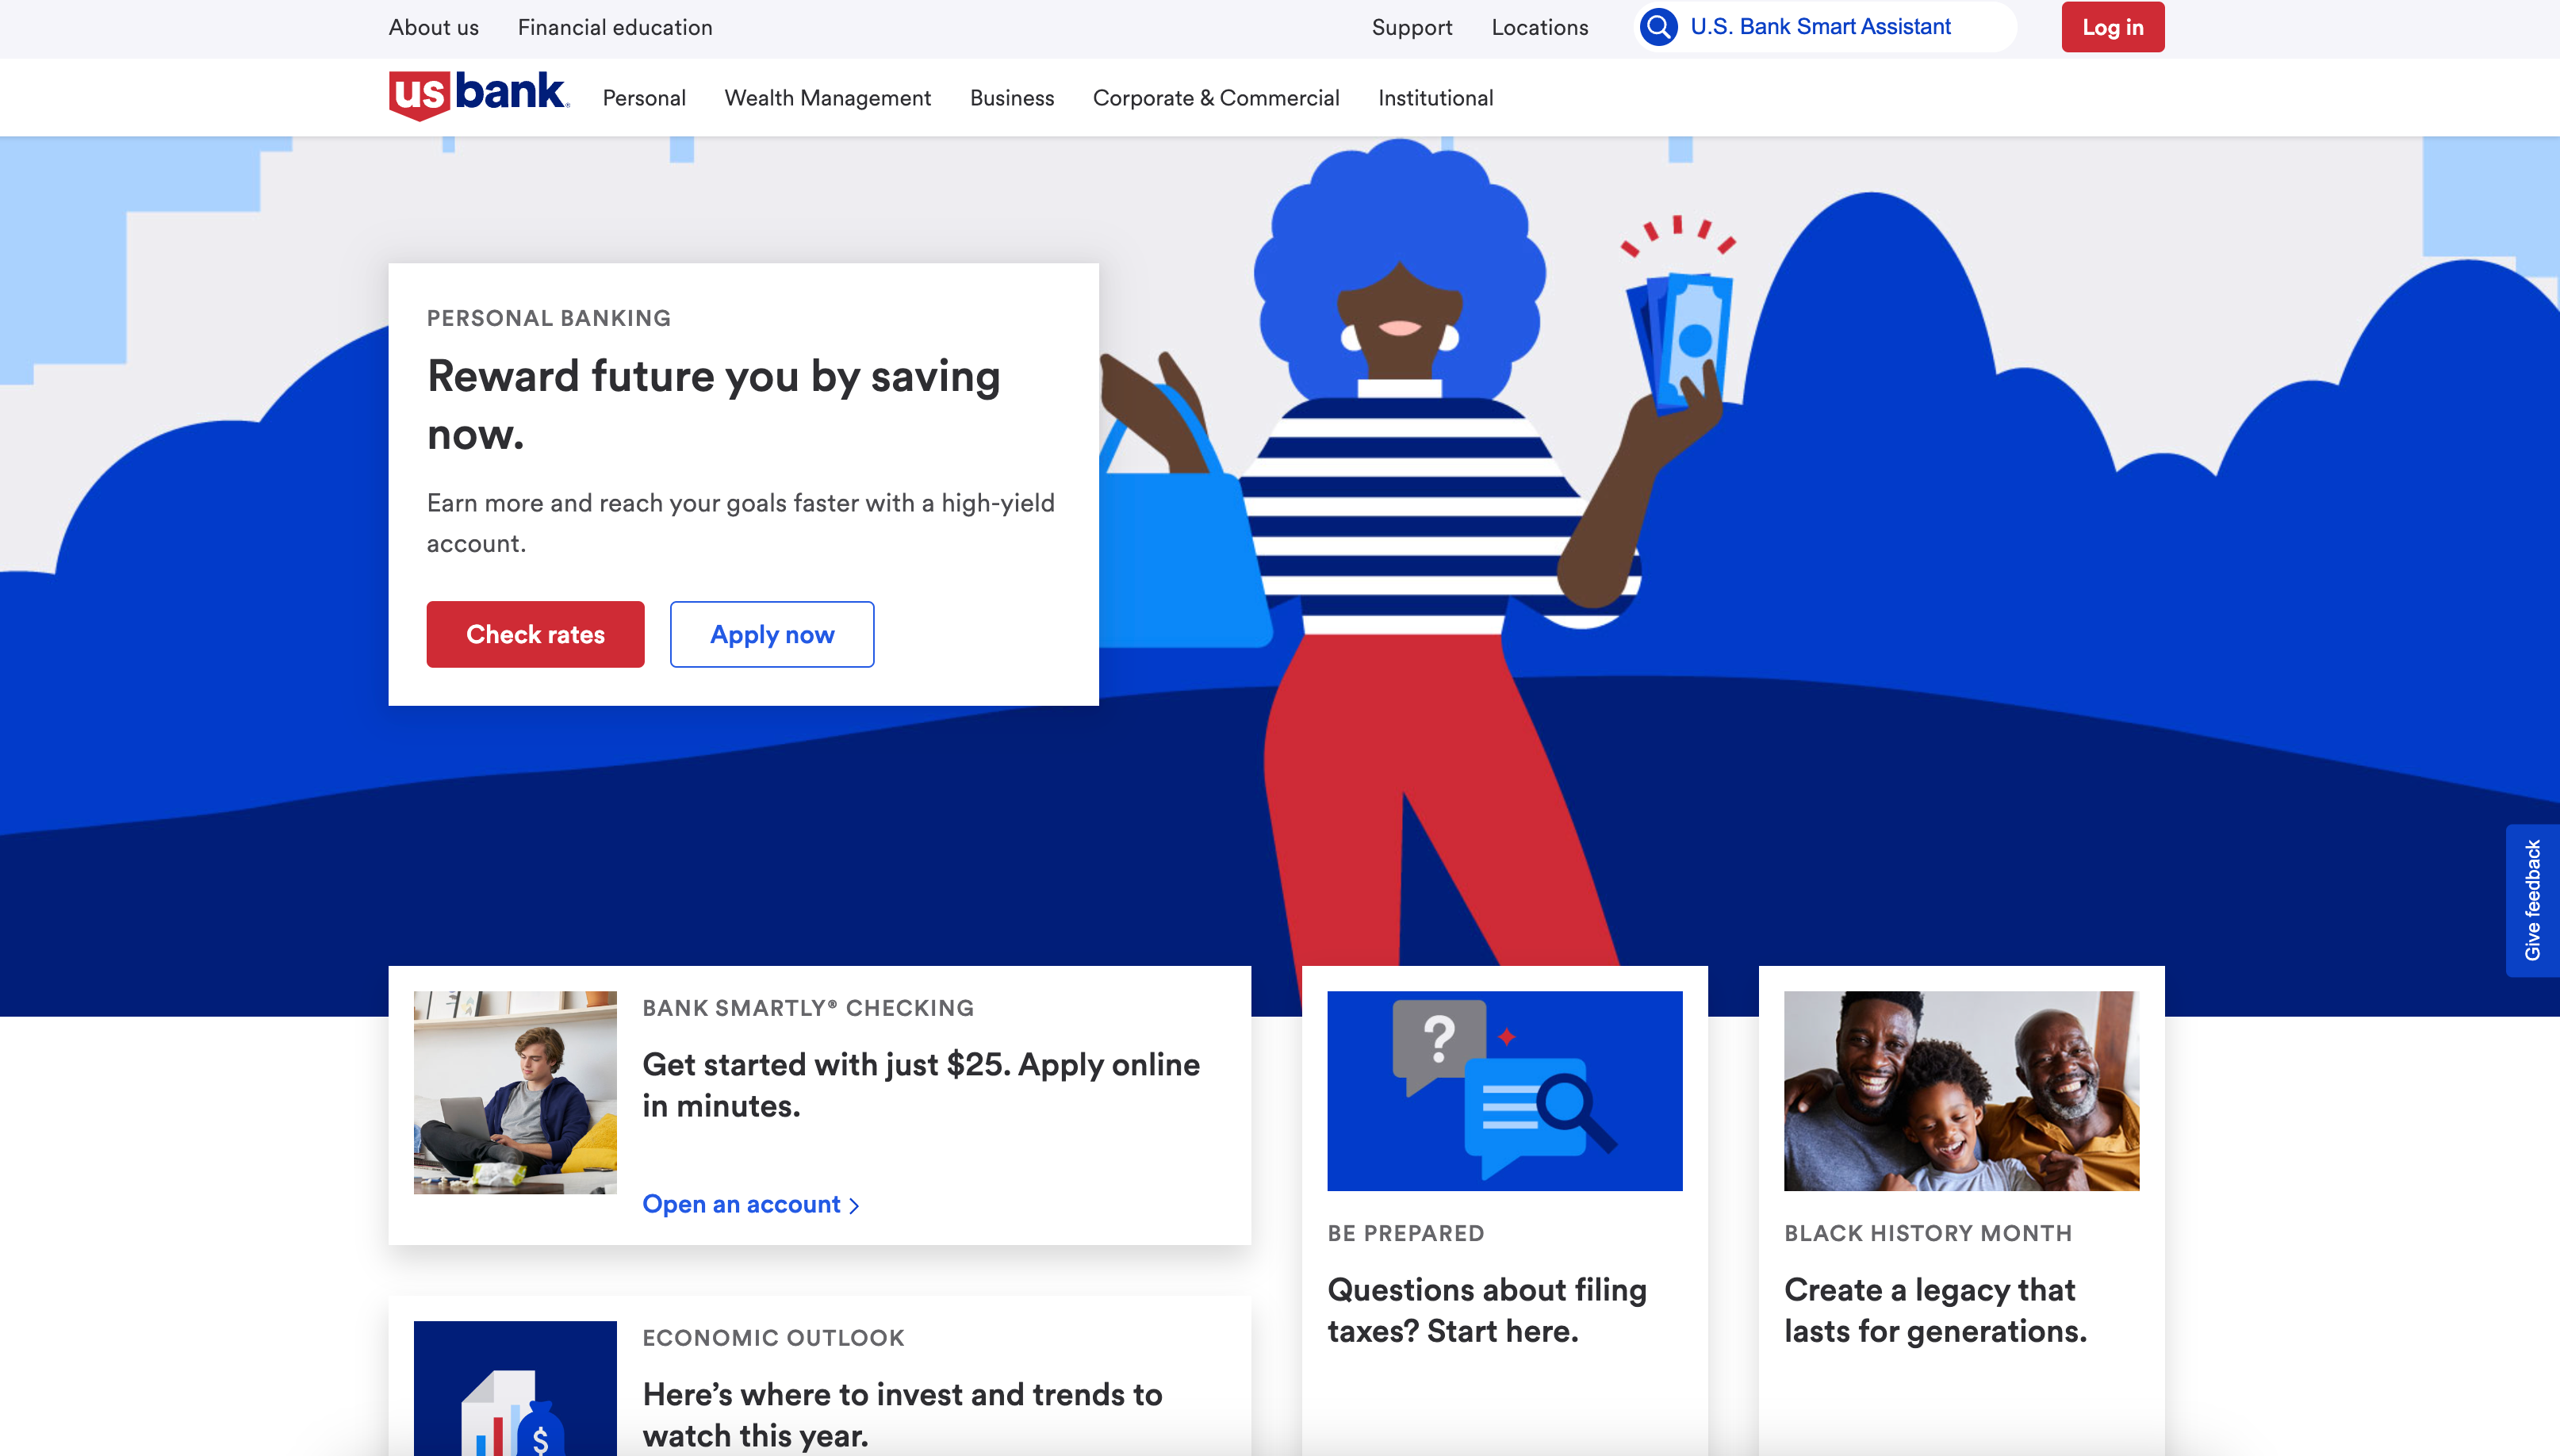 About us Financial education Support Locations U.S. Bank Smart Assistant Log in
us bank® Personal Wealth Management Business Corporate & Commercial Institutional
PERSONAL BANKING
Reward future you by saving
now.
Earn more and reach your goals faster with a high-yield
account.
Check rates Apply now
Give feedback
BANK SMARTLY® CHECKING
Get started with just $25. Apply online
in minutes.
Open an account
ECONOMIC OUTLOOK
Here’s where to invest and trends to
watch this year.
$
?
BE PREPARED
Questions about filing
taxes? Start here.
BLACK HISTORY MONTH
Create a legacy that
lasts for generations.